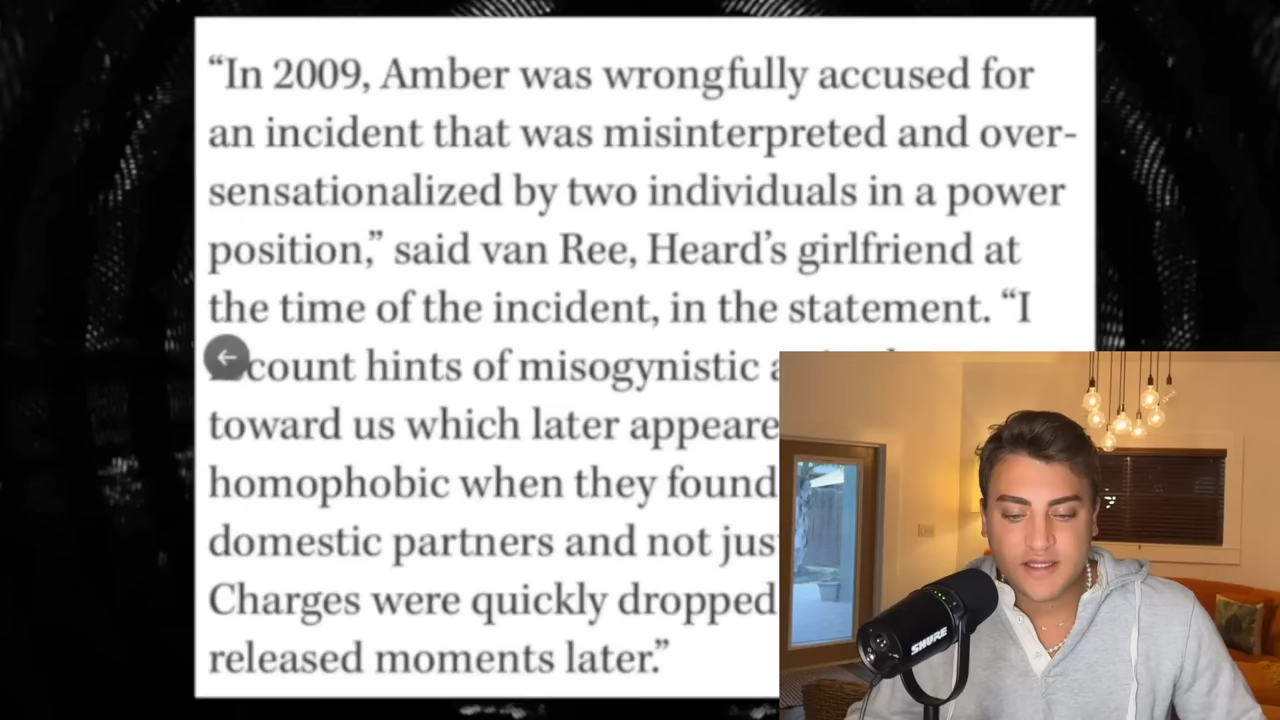 “In 2009, Amber was wrongfully accused for
an incident that was misinterpreted and over-
sensationalized by two individuals in a power
position,” said van Ree, Heard’s girlfriend at
the time of the incident, in the statement. “I
hints of misogynistic
toward us which later
homophobic when they found
domestic partners and not
Charges were quickly dropped
released moments later.”
SHURE